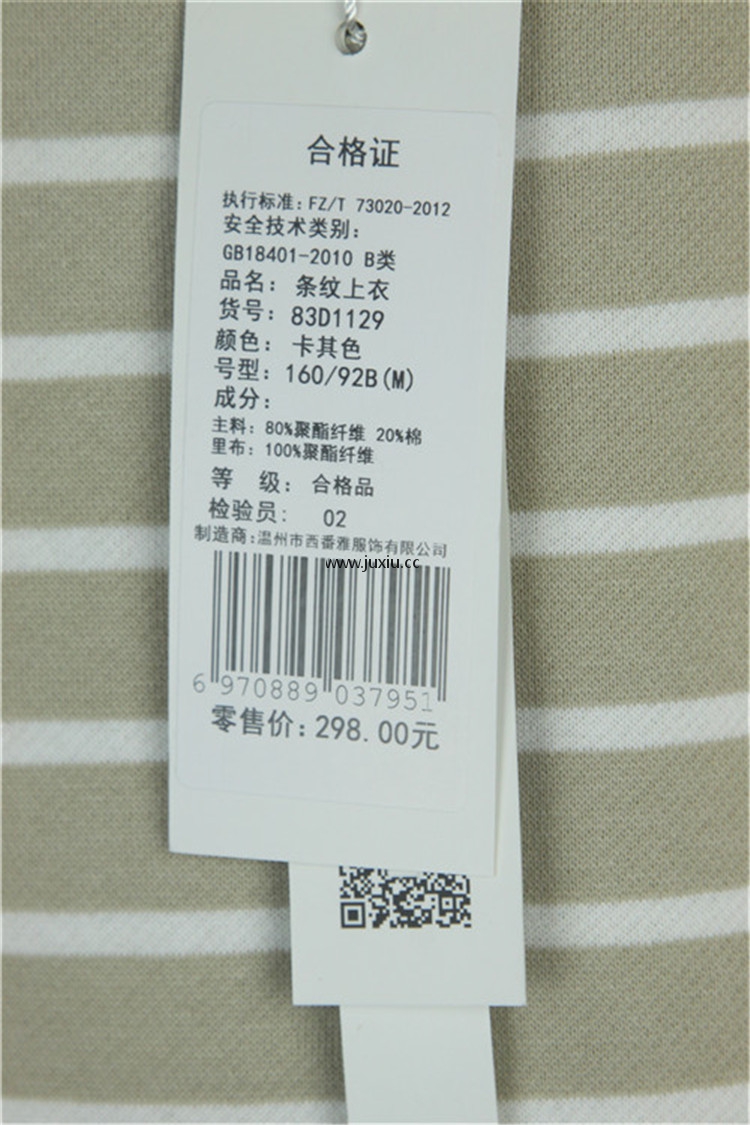 合格证
执行标准：FZ/T 73020-2012
安全技术类别：
GB18401-2010 B类
品名：条纹上衣
货号：83D1129
颜色：卡其色
号型：160/92B(M)
成分：
主料：80%聚酯纤维 20%棉
里布：100%聚酯纤维
等 级：合格品
检验员： 02
制造商：温州市西番雅服饰有限公司
www.juxiu.cc
6 970889 037951
零售价：298.00元